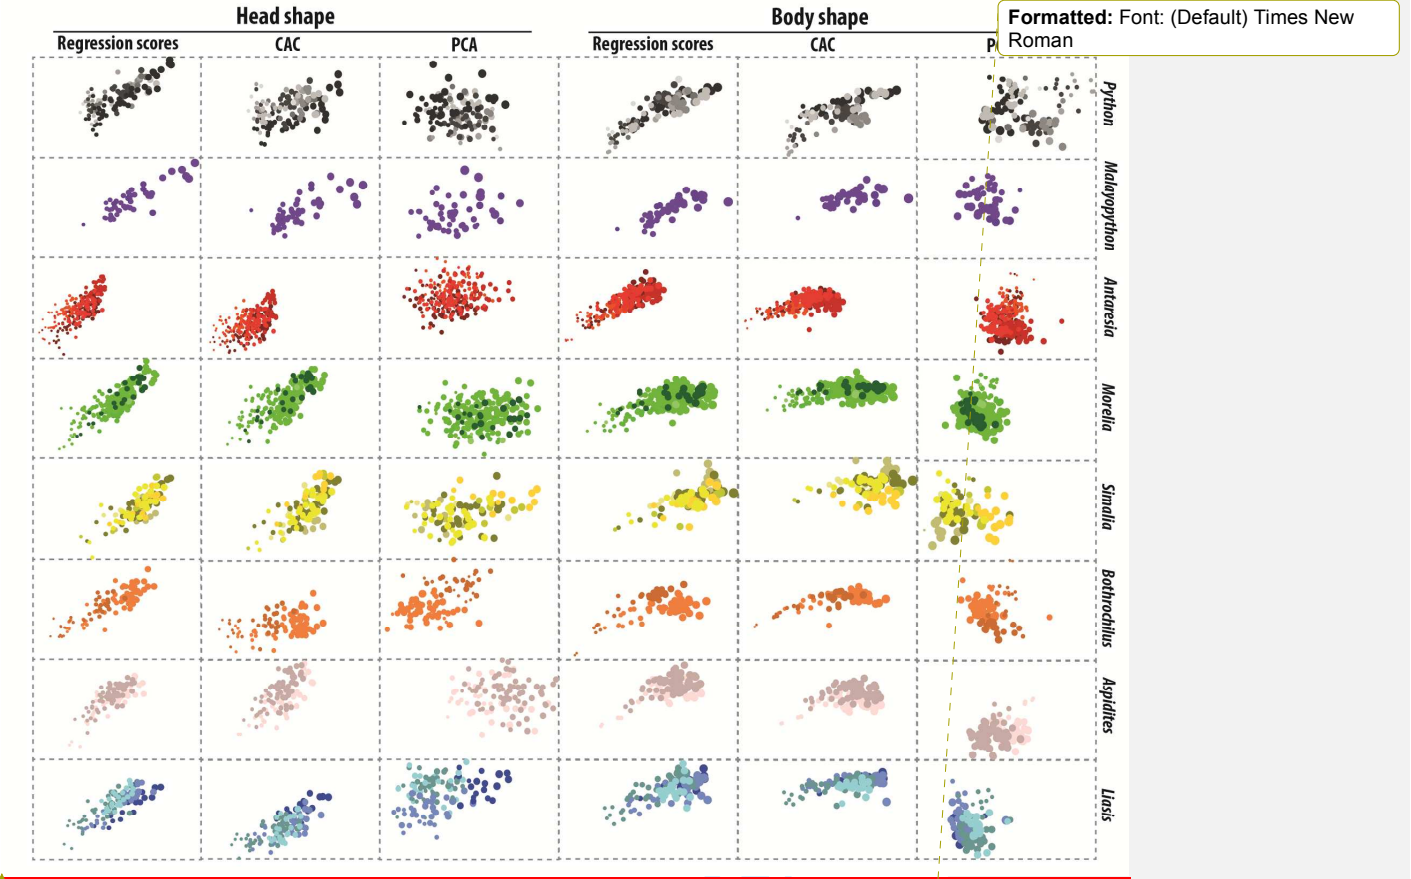 Head shape
Body shape
Formatted: Font: (Default) Times New
Roman
Regression scores
CAC
PCA
Regression scores
CAC
P
Python
Malayopython
Antaresia
Morelia
Simalia
Bothrochilus
Aspidites
Liasis